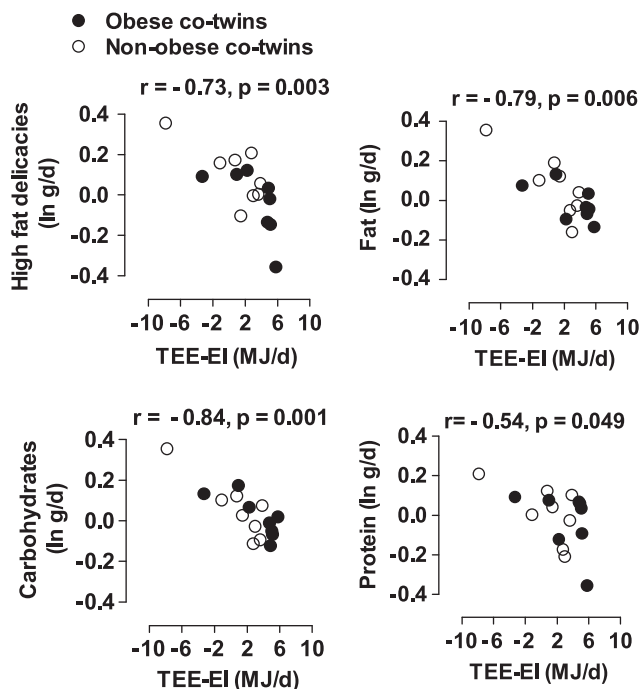 Obese co-twins
Non-obese co-twins
r = - 0.73, p = 0.003
High fat delicacies
(ln g/d)
0.4
0.2
0.0
-0.2
-0.4
-10 -6 -2 2 6 10
TEE-EI (MJ/d)
r = - 0.79, p = 0.006
Fat (ln g/d)
0.4
0.2
0.0
-0.2
-0.4
-10 -6 -2 2 6 10
TEE-EI (MJ/d)
r = - 0.84, p = 0.001
Carbohydrates
(ln g/d)
0.4
0.2
0.0
-0.2
-0.4
-10 -6 -2 2 6 10
TEE-EI (MJ/d)
r= - 0.54, p = 0.049
Protein (ln g/d)
0.4
0.2
0.0
-0.2
-0.4
-10 -6 -2 2 6 10
TEE-EI (MJ/d)